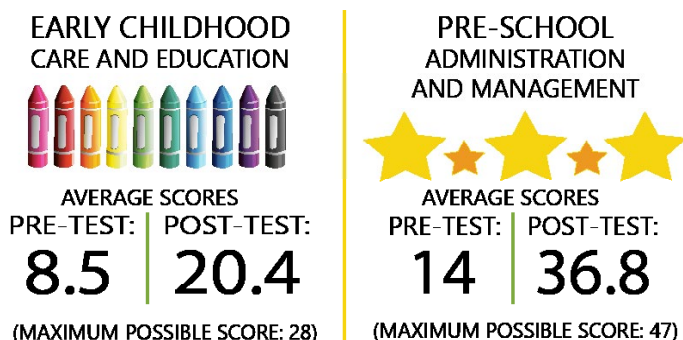 EARLY CHILDHOOD
CARE AND EDUCATION
AVERAGE SCORES
PRE-TEST:
POST-TEST:
8.5
20.4
(MAXIMUM POSSIBLE SCORE: 28)
PRE-SCHOOL
ADMINISTRATION
AND MANAGEMENT
AVERAGE SCORES
PRE-TEST:
POST-TEST:
14
36.8
(MAXIMUM POSSIBLE SCORE: 47)